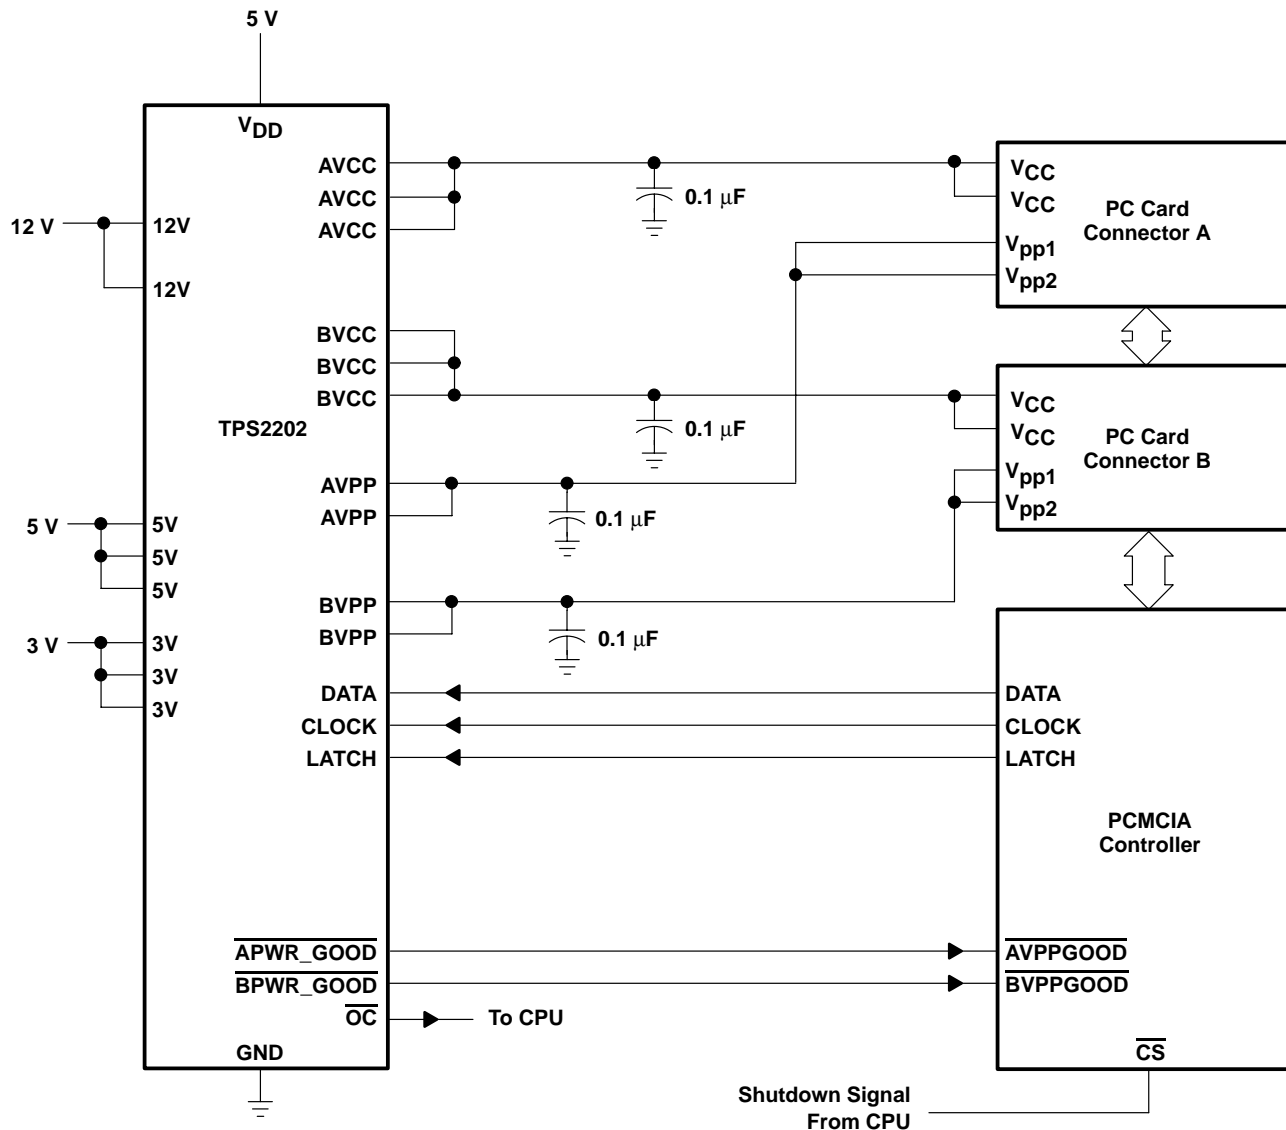 5 V
VDD
AVCC
AVCC
AVCC
12 V
12V
12V
BVCC
BVCC
BVCC
TPS2202
AVPP
AVPP
5 V
5V
5V
5V
BVPP
BVPP
3 V
3V
3V
3V
DATA
CLOCK
LATCH
APWR_GOOD
BPWR_GOOD
OC
To CPU
GND
0.1 μF
0.1 μF
0.1 μF
0.1 μF
VCC
VCC
Vpp1
Vpp2
PC Card
Connector A
VCC
VCC
Vpp1
Vpp2
PC Card
Connector B
DATA
CLOCK
LATCH
PCMCIA
Controller
AVPPGOOD
BVPPGOOD
CS
Shutdown Signal
From CPU